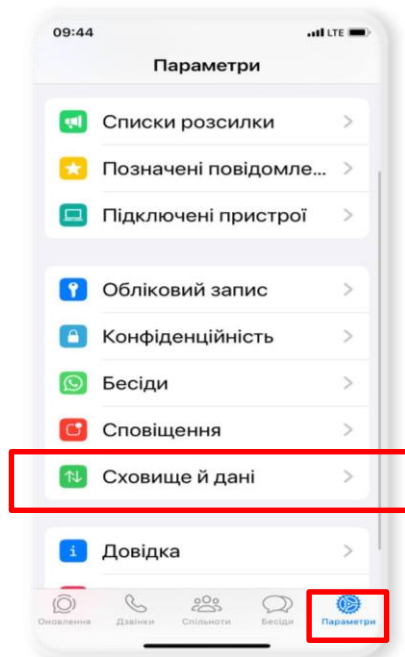 09:44 LTE
Параметри
Списки розсилки
Позначені повідомле...
Підключені пристрої
Обліковий запис
Конфіденційність
Бесіди
Сповіщення
Сховище й дані
Довідка
Оновлення Дзвінки Спільноти Бесіди Параметри